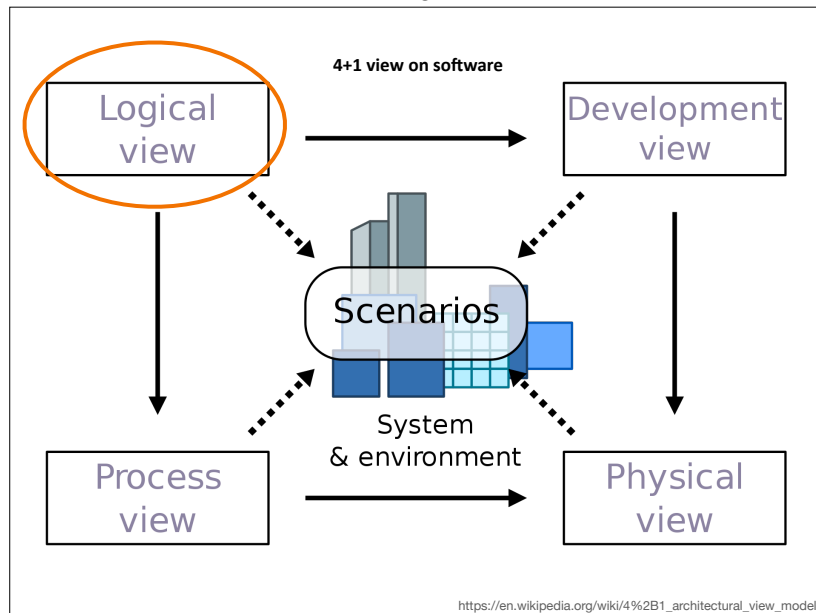 4+1 view on software
Logical
view
Development
view
Scenarios
System
& environment
Process
view
Physical
view
https://en.wikipedia.org/wiki/4%2B1_architectural_view_model